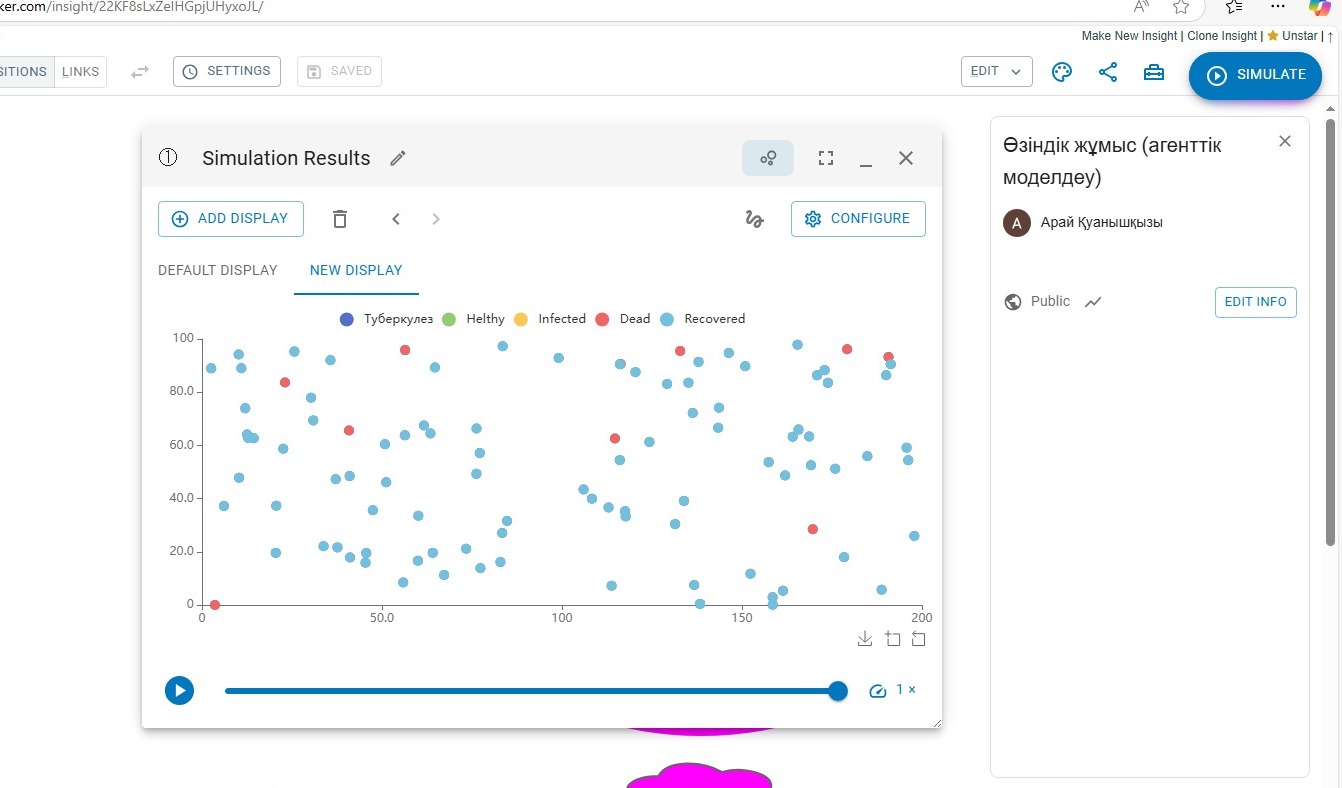 ker.com/insight/22KF8sLxZelHGpjUHyxoJL/
Make New Insight | Clone Insight | Unstar |
SITIONS LINKS SETTINGS SAVED EDIT SIMULATE
① Simulation Results
ADD DISPLAY CONFIGURE
DEFAULT DISPLAY NEW DISPLAY
Туберкулез Helthy Infected Dead Recovered
100
80.0
60.0
40.0
20.0
0
0 50.0 100 150 200
1 ×
Өзіндік жұмыс (агенттік
моделдеу)
A Арай Қуанышқызы
Public EDIT INFO